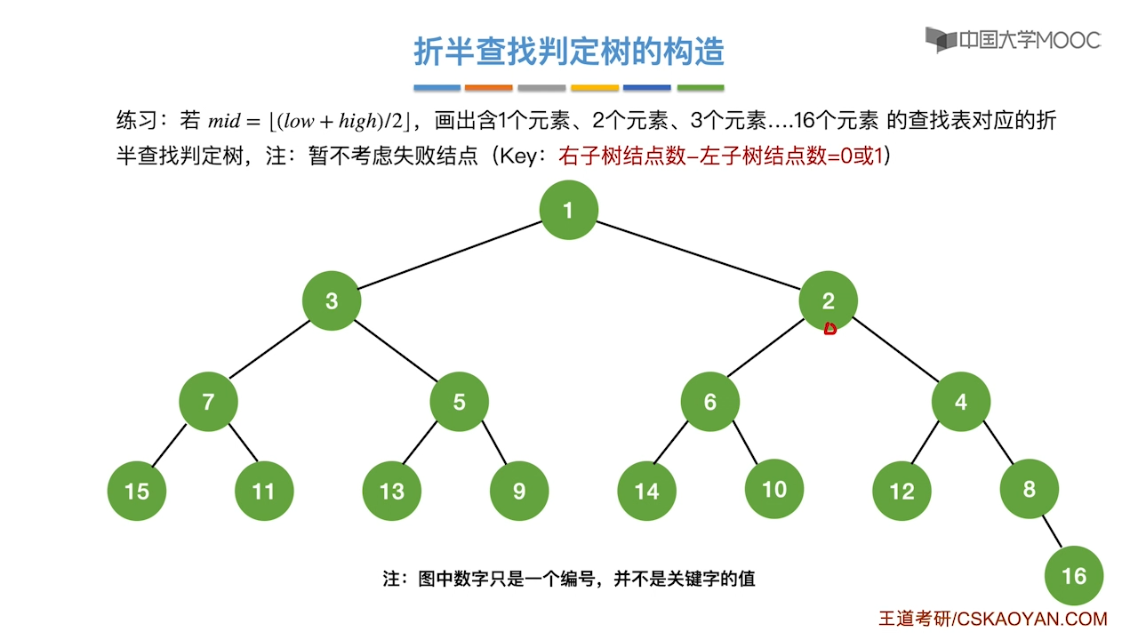 折半查找判定树的构造
中国大学MOOC
练习：若 mid = ⌊(low + high)/2⌋，画出含1个元素、2个元素、3个元素....16个元素 的查找表对应的折
半查找判定树，注：暂不考虑失败结点（Key：右子树结点数-左子树结点数=0或1）
1
3 2
7 5 6 4
15 11 13 9 14 10 12 8
16
注：图中数字只是一个编号，并不是关键字的值
王道考研/CSKAOYAN.COM